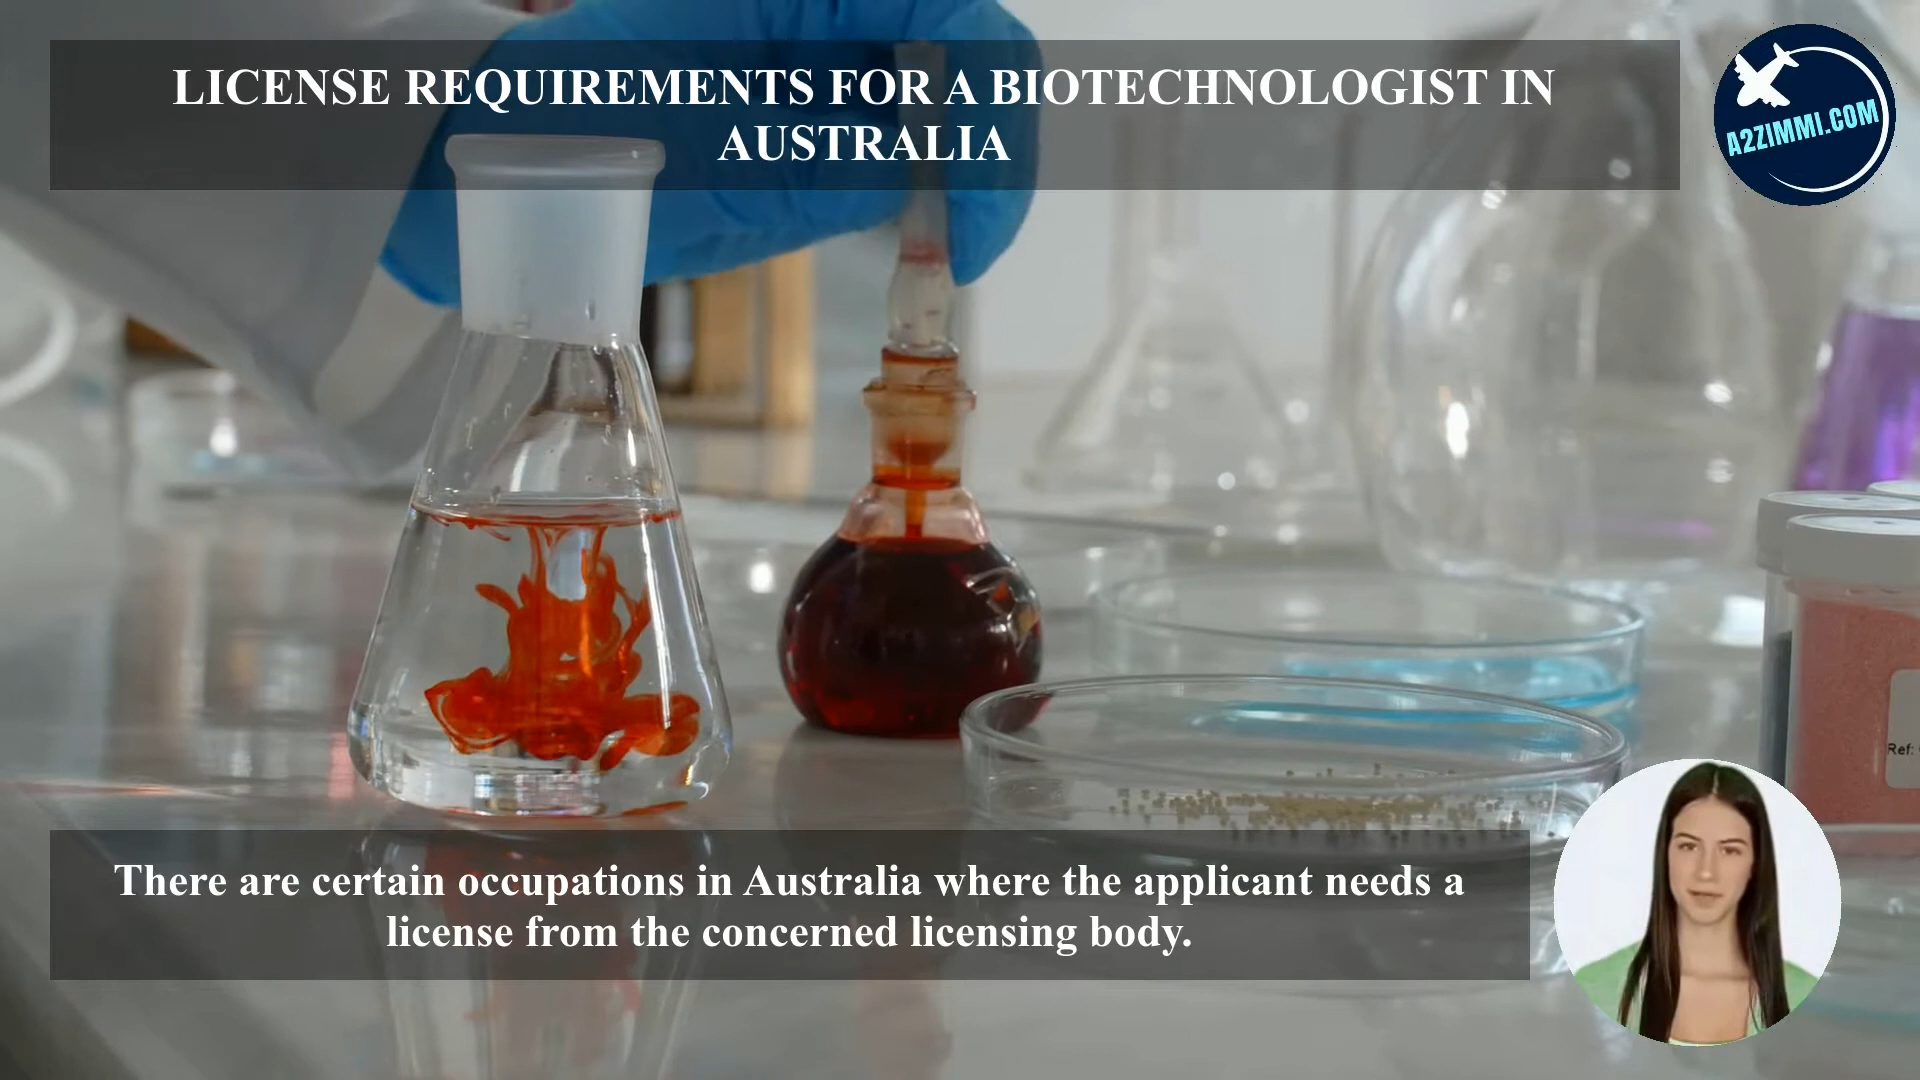 LICENSE REQUIREMENTS FOR A BIOTECHNOLOGIST IN
AUSTRALIA
A2ZIMMI.COM
Ref:
There are certain occupations in Australia where the applicant needs a
license from the concerned licensing body.